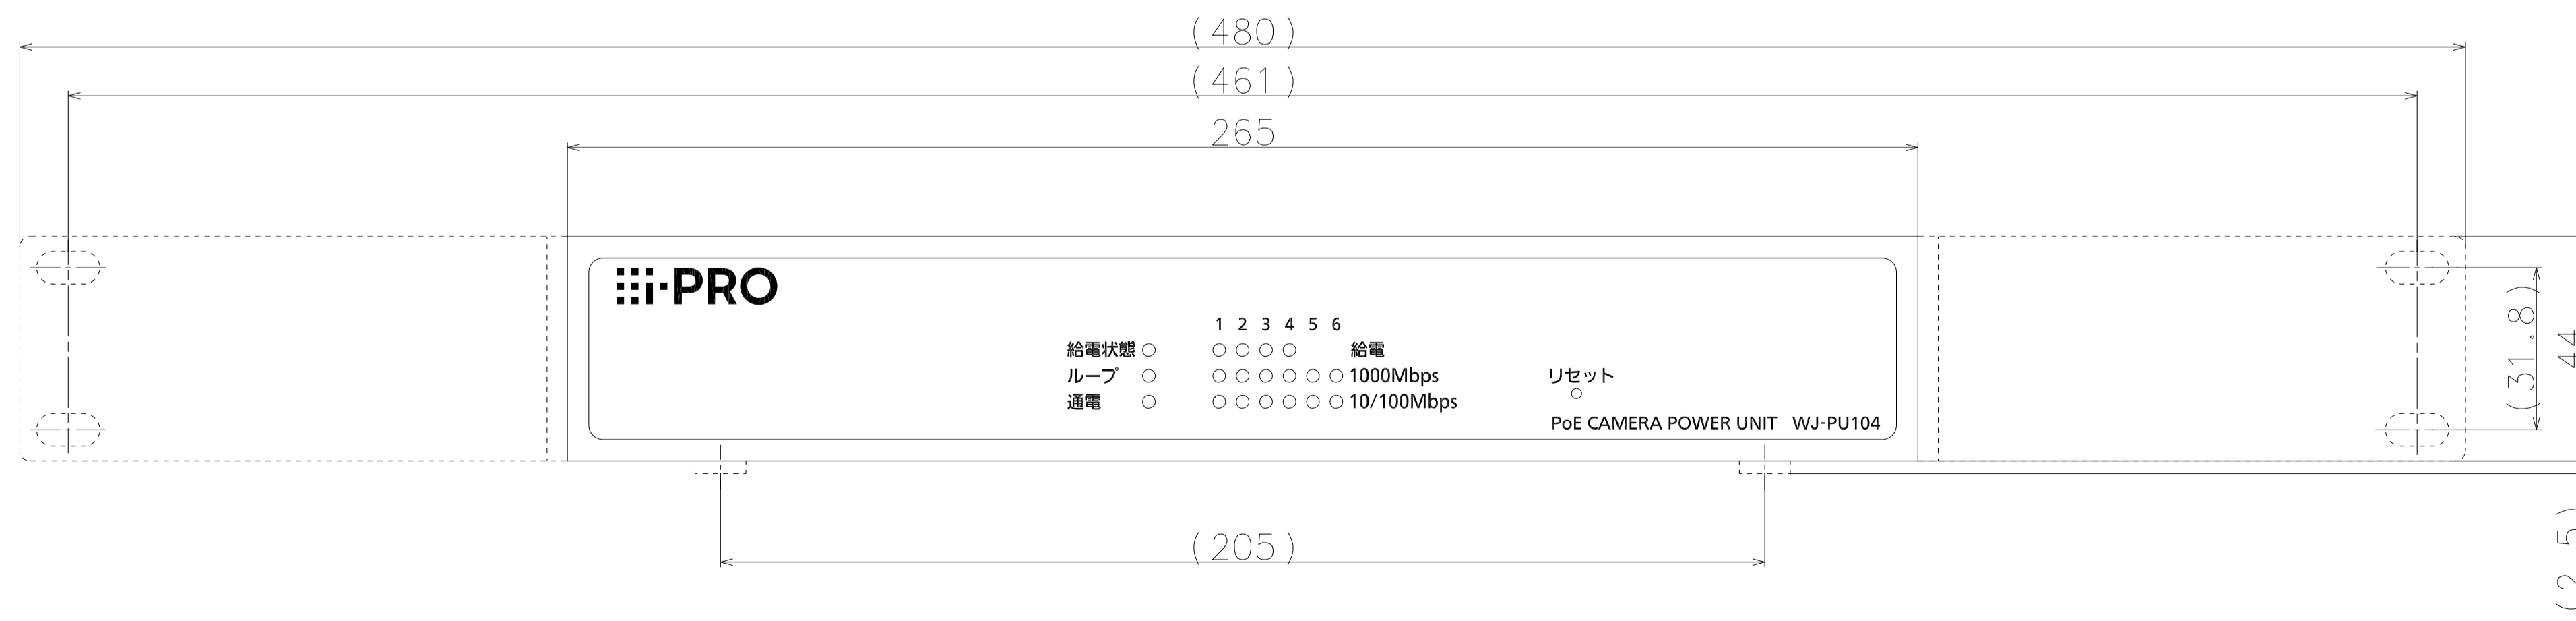 (480)
(461)
265
i-PRO
1 2 3 4 5 6
給電状態 給電
ループ 1000Mbps リセット
通電 10/100Mbps
PoE CAMERA POWER UNIT WJ-PU104
(31.8)
44
(2.5)
(205)